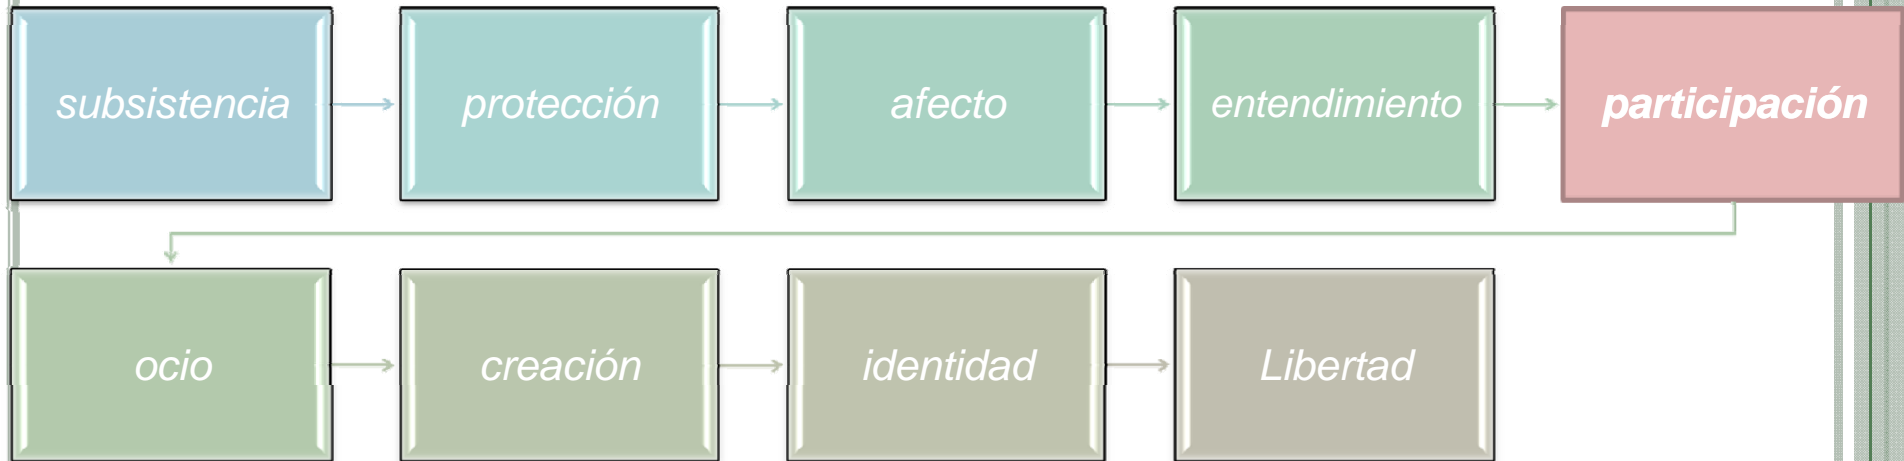 subsistencia
protección
afecto
entendimiento
participación
ocio
creación
identidad
Libertad